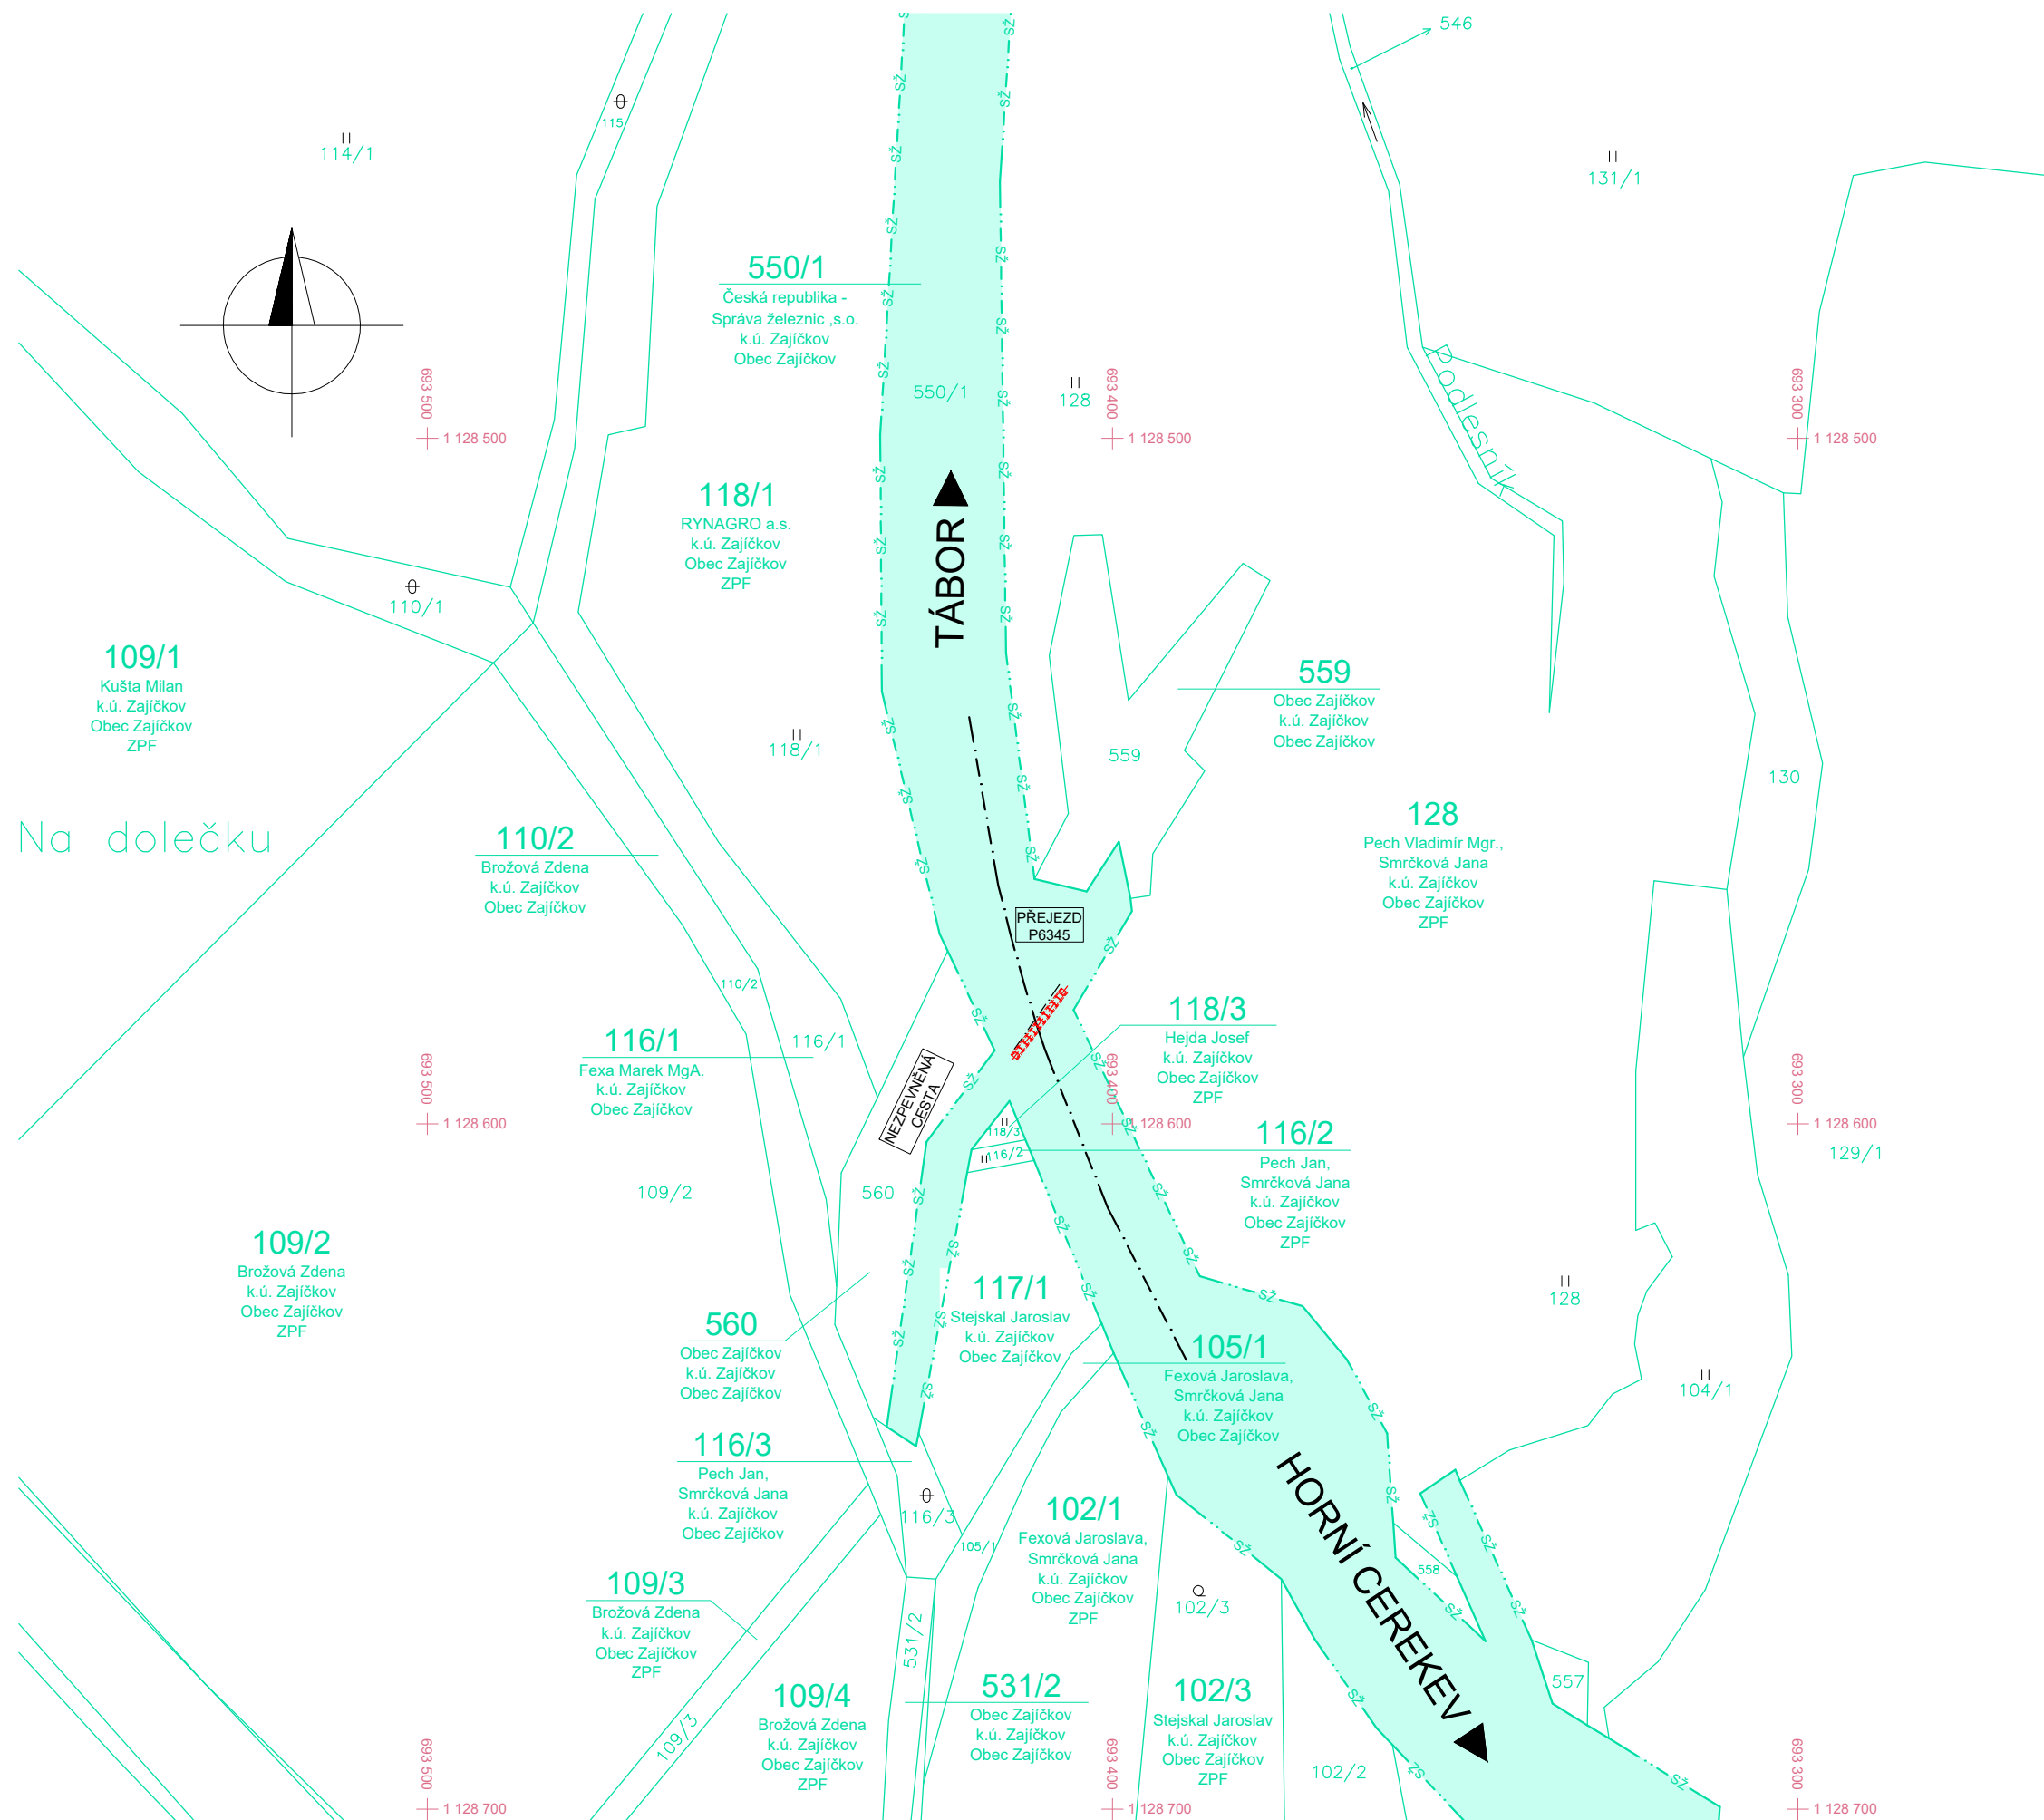 546
115
114/1
131/1
550/1
Česká republika -
Správa železnic ,s.o.
k.ú. Zajíčkov
Obec Zajíčkov
550/1
128
693 500
1 128 500
693 400
1 128 500
693 300
1 128 500
Podlesník
118/1
RYNAGRO a.s.
k.ú. Zajíčkov
Obec Zajíčkov
ZPF
TÁBOR
110/1
109/1
Kušta Milan
k.ú. Zajíčkov
Obec Zajíčkov
ZPF
118/1
559
Obec Zajíčkov
k.ú. Zajíčkov
Obec Zajíčkov
559
130
Na dolečku
110/2
Brožová Zdena
k.ú. Zajíčkov
Obec Zajíčkov
128
Pech Vladimír Mgr.,
Smrčková Jana
k.ú. Zajíčkov
Obec Zajíčkov
ZPF
PŘEJEZD
P6345
110/2
116/1
116/1
Fexa Marek MgA.
k.ú. Zajíčkov
Obec Zajíčkov
NEZPEVNĚNÁ
CESTA
118/3
Hejda Josef
k.ú. Zajíčkov
Obec Zajíčkov
ZPF
693 500
1 128 600
693 400
1 128 600
693 300
1 128 600
118/3
116/2
116/2
Pech Jan,
Smrčková Jana
k.ú. Zajíčkov
Obec Zajíčkov
ZPF
129/1
109/2
560
109/2
Brožová Zdena
k.ú. Zajíčkov
Obec Zajíčkov
ZPF
117/1
Stejskal Jaroslav
k.ú. Zajíčkov
Obec Zajíčkov
128
560
Obec Zajíčkov
k.ú. Zajíčkov
Obec Zajíčkov
105/1
Fexová Jaroslava,
Smrčková Jana
k.ú. Zajíčkov
Obec Zajíčkov
104/1
116/3
Pech Jan,
Smrčková Jana
k.ú. Zajíčkov
Obec Zajíčkov
116/3
105/1
102/1
Fexová Jaroslava,
Smrčková Jana
k.ú. Zajíčkov
Obec Zajíčkov
ZPF
HORNÍ CEREKEV
558
102/3
109/3
Brožová Zdena
k.ú. Zajíčkov
Obec Zajíčkov
ZPF
531/2
557
109/4
Brožová Zdena
k.ú. Zajíčkov
Obec Zajíčkov
ZPF
531/2
Obec Zajíčkov
k.ú. Zajíčkov
Obec Zajíčkov
102/3
Stejskal Jaroslav
k.ú. Zajíčkov
Obec Zajíčkov
ZPF
109/3
102/2
693 500
1 128 700
693 400
1 128 700
693 300
1 128 700
SŽ